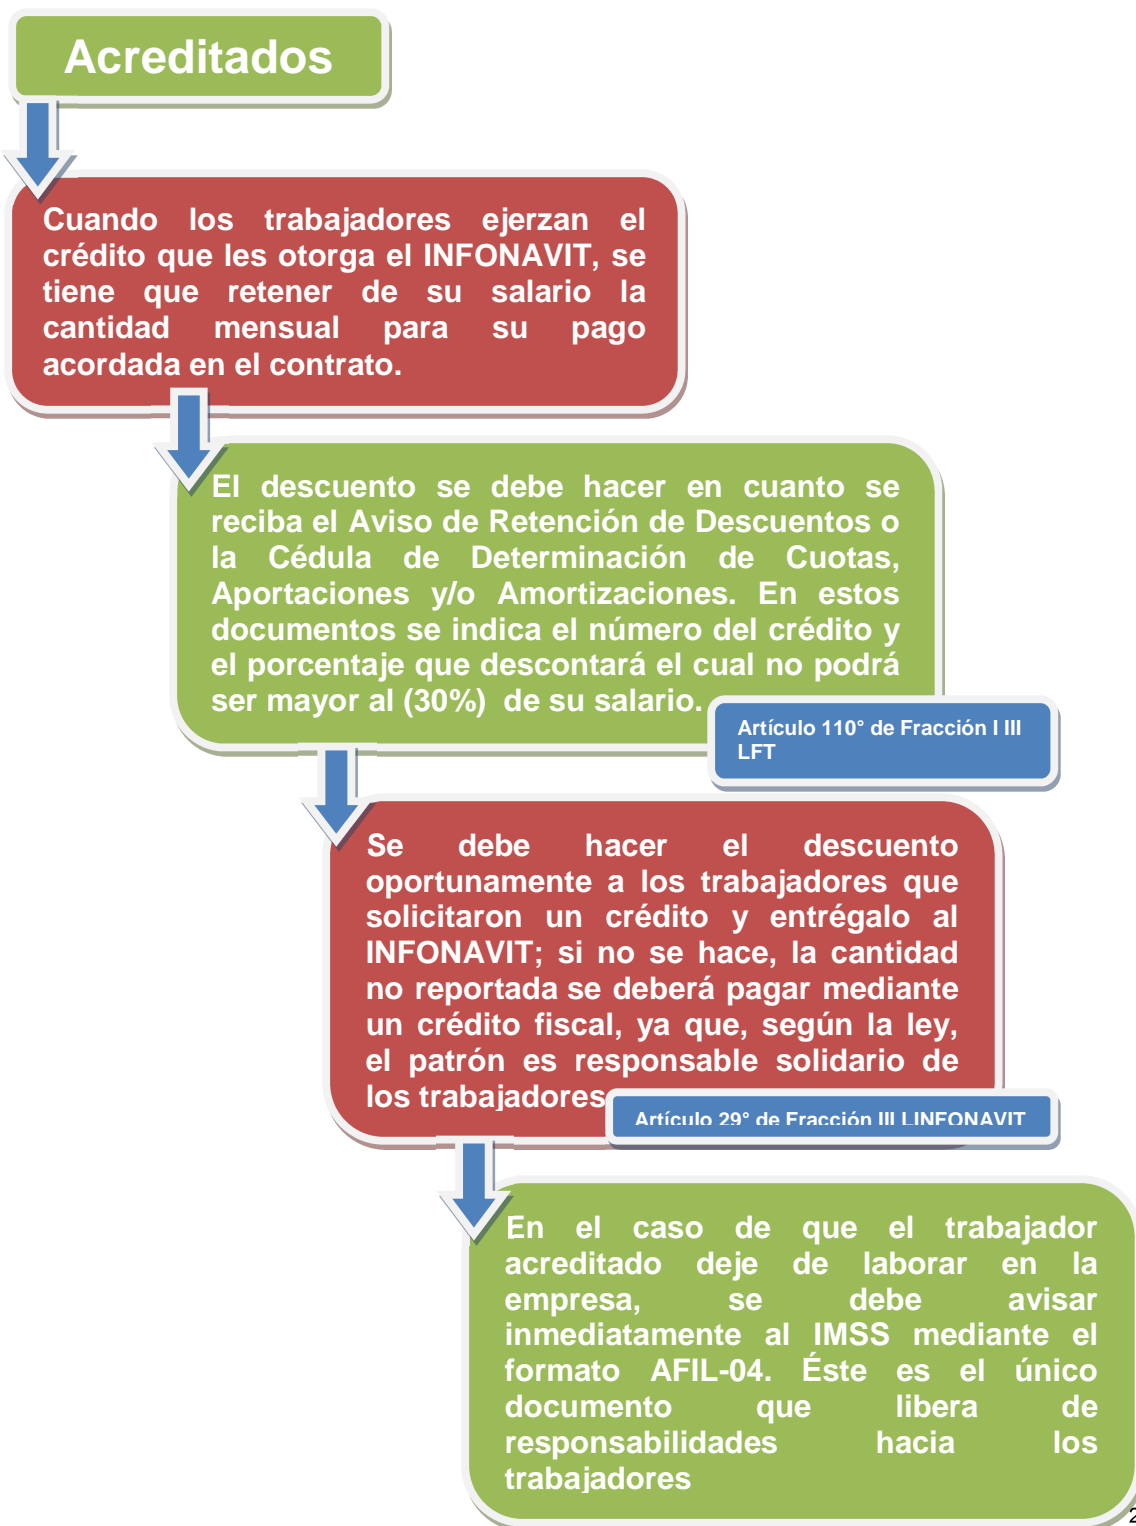 Acreditados
Cuando los trabajadores ejerzan el
crédito que les otorga el INFONAVIT, se
tiene que retener de su salario la
cantidad mensual para su pago
acordada en el contrato.
El descuento se debe hacer en cuanto se
reciba el Aviso de Retención de Descuentos o
la Cédula de Determinación de Cuotas,
Aportaciones y/o Amortizaciones. En estos
documentos se indica el número del crédito y
el porcentaje que descontará el cual no podrá
ser mayor al (30%) de su salario.
Artículo 110° de Fracción I III
LFT
Se debe hacer el descuento
oportunamente a los trabajadores que
solicitaron un crédito y entrégalo al
INFONAVIT; si no se hace, la cantidad
no reportada se deberá pagar mediante
un crédito fiscal, ya que, según la ley,
el patrón es responsable solidario de
los trabajadores
Artículo 29° de Fracción III LINFONAVIT
En el caso de que el trabajador
acreditado deje de laborar en la
empresa, se debe avisar
inmediatamente al IMSS mediante el
formato AFIL-04. Éste es el único
documento que libera de
responsabilidades hacia los
trabajadores